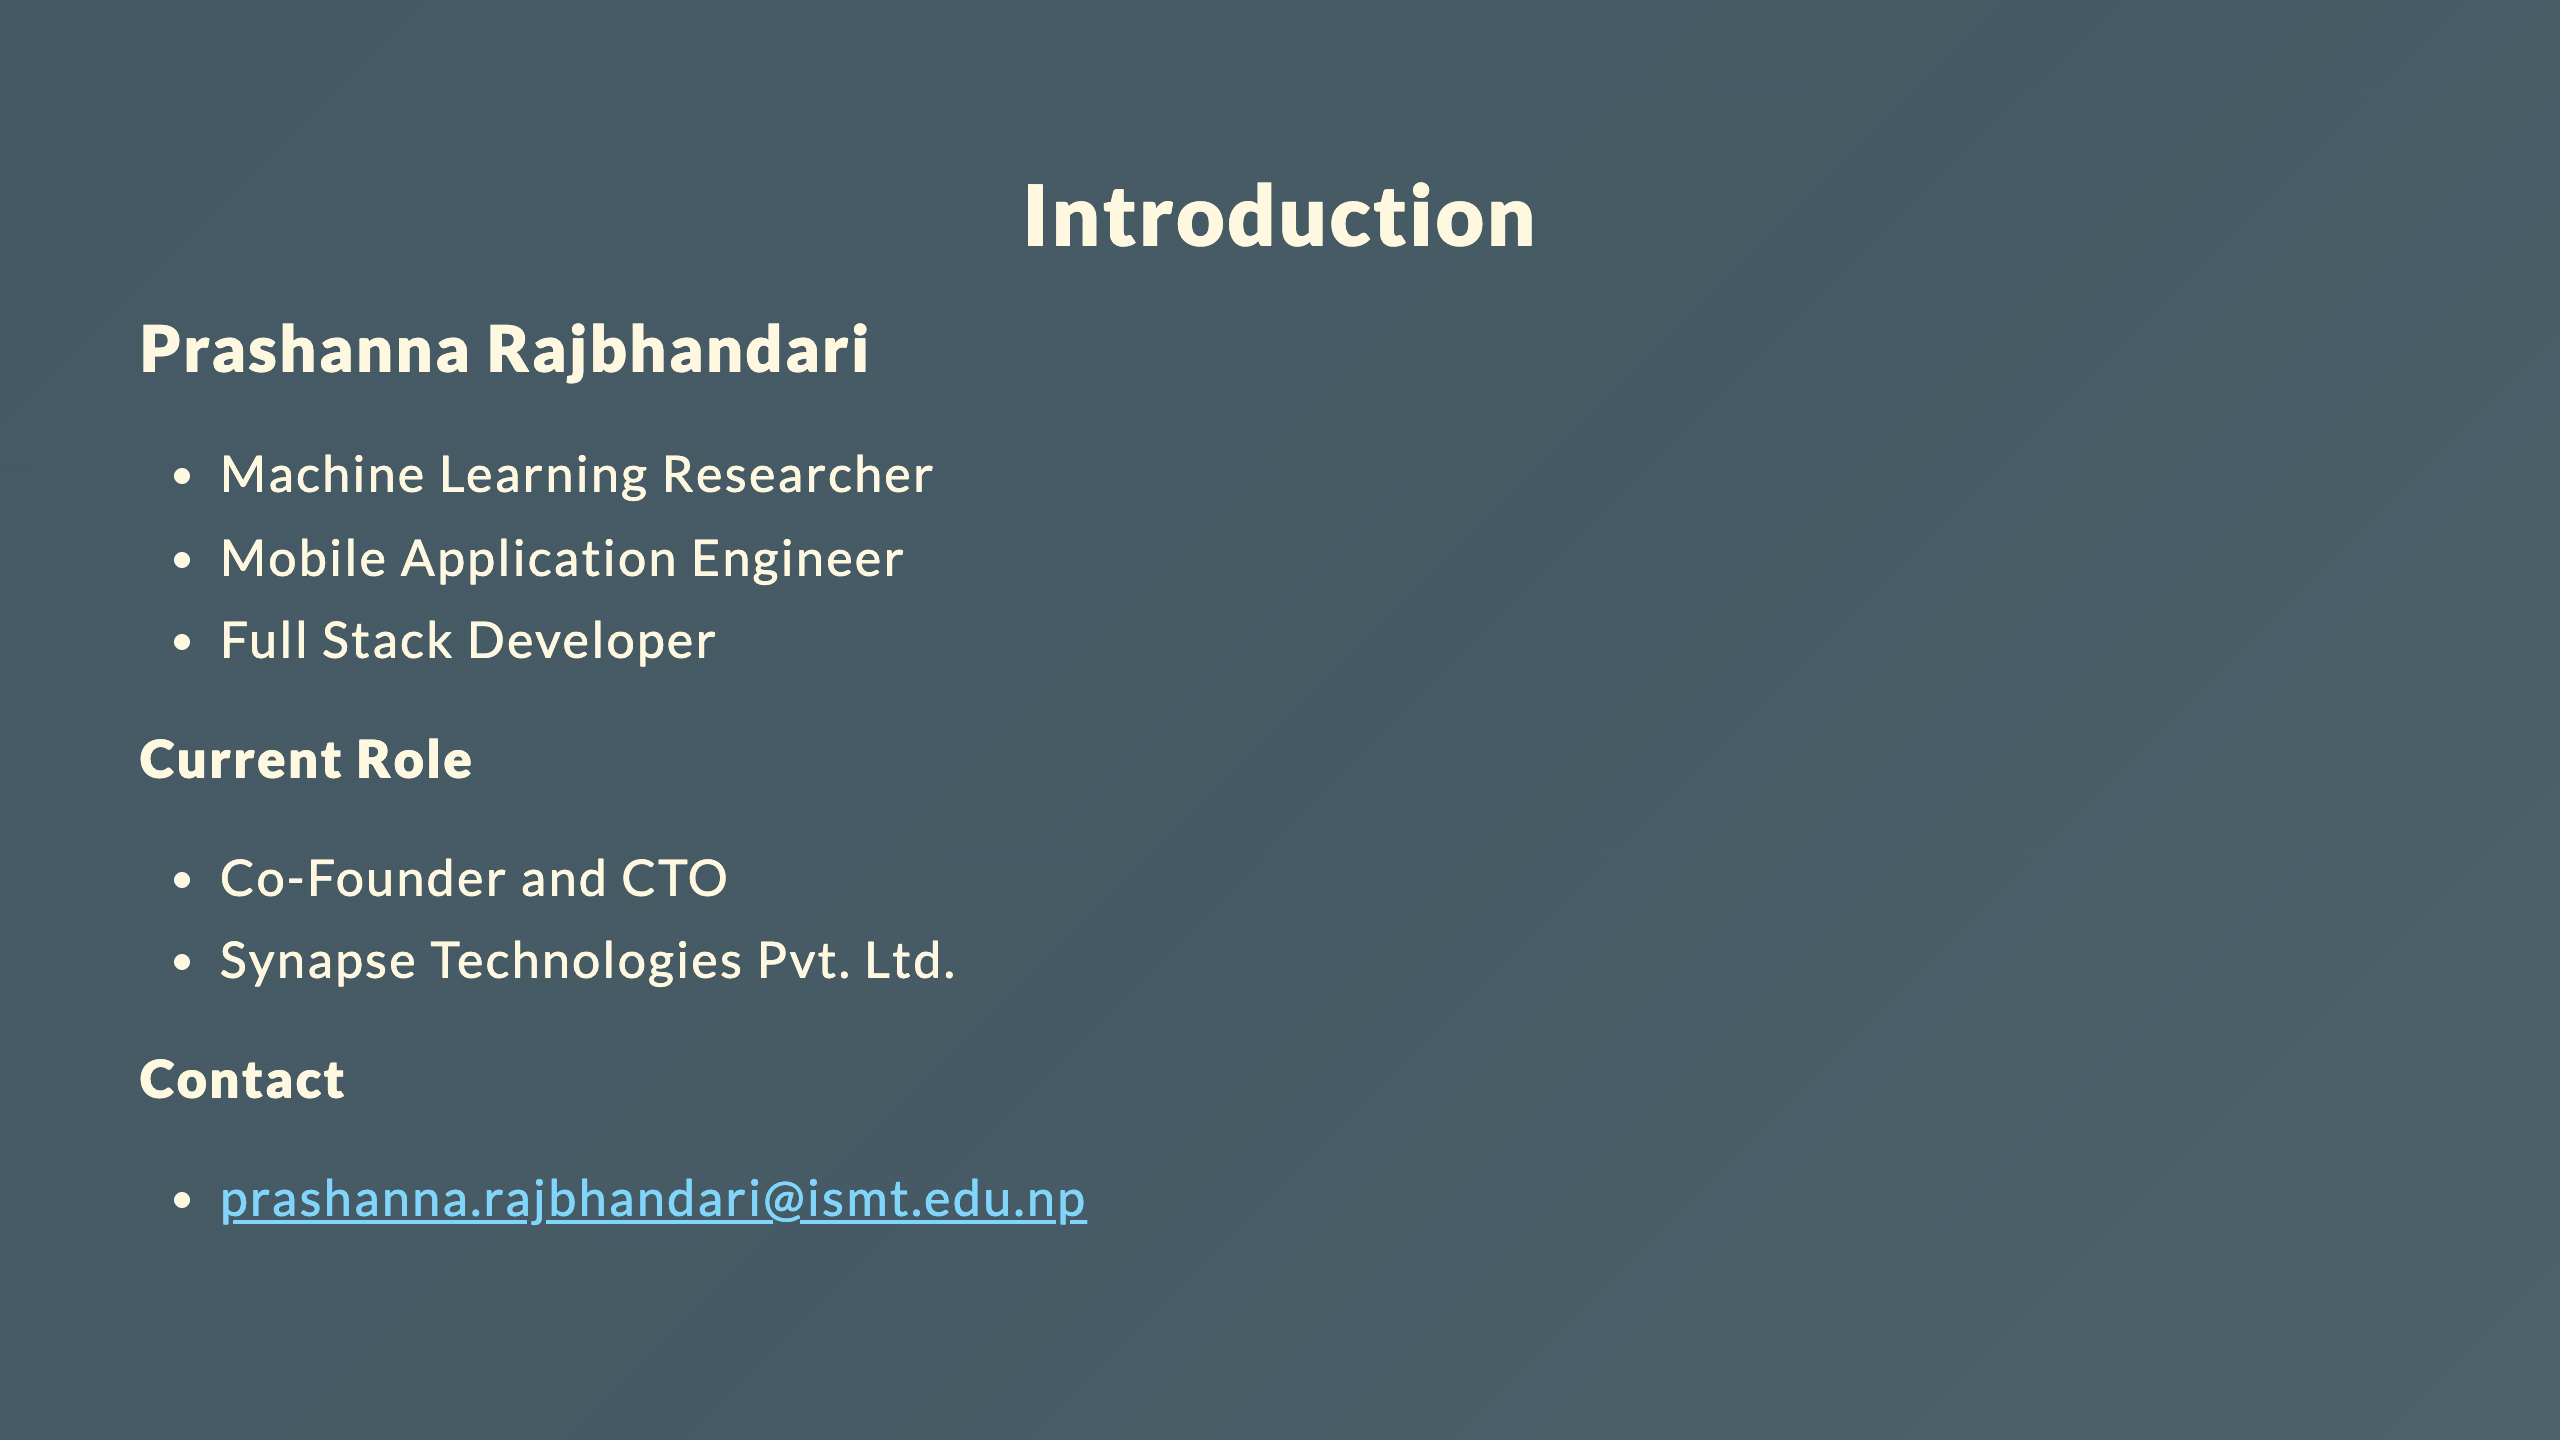 Introduction
Prashanna Rajbhandari
Machine Learning Researcher
Mobile Application Engineer
Full Stack Developer
Current Role
Co-Founder and CTO
Synapse Technologies Pvt. Ltd.
Contact
prashanna.rajbhandari@ismt.edu.np